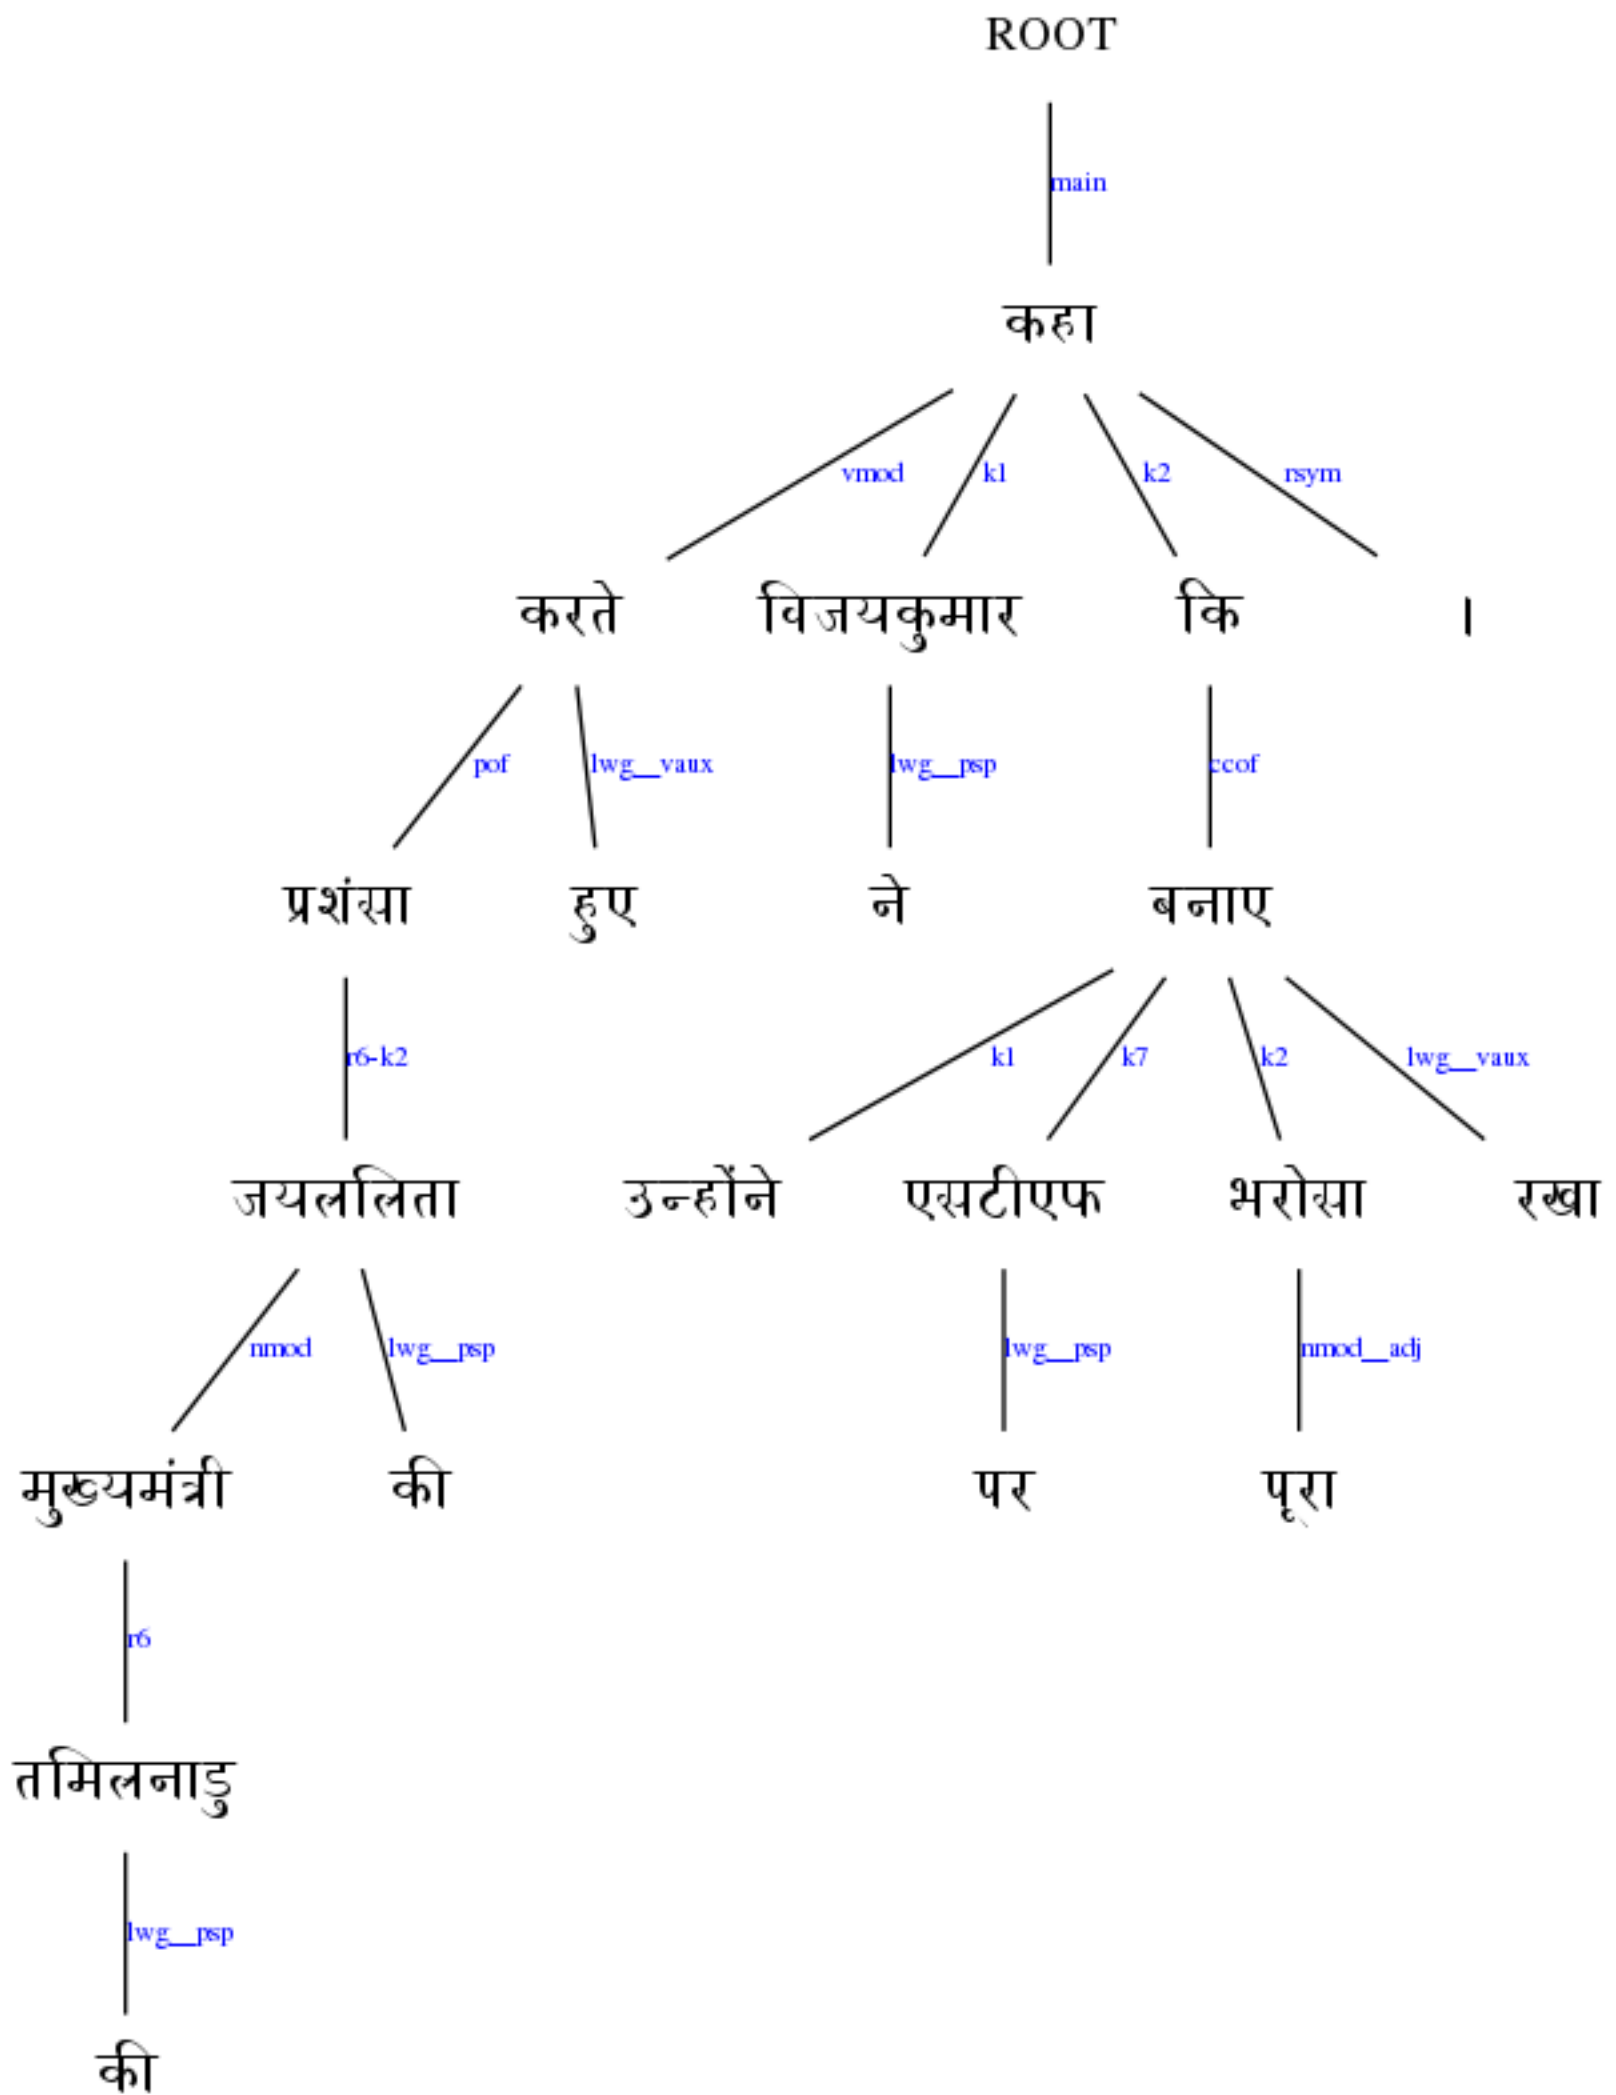 ROOT
main
कहा
vmod k1 k2 rsym
करते विजयकुमार कि ।
pof lwg__vaux lwg__psp ccof
प्रशंसा हुए ने बनाए
r6-k2 k1 k7 k2 lwg__vaux
जयललिता उन्होंने एसटीएफ भरोसा रखा
nmod lwg__psp lwg__psp nmod__adj
मुख्यमंत्री की पर पूरा
r6
तमिलनाडु
lwg__psp
की